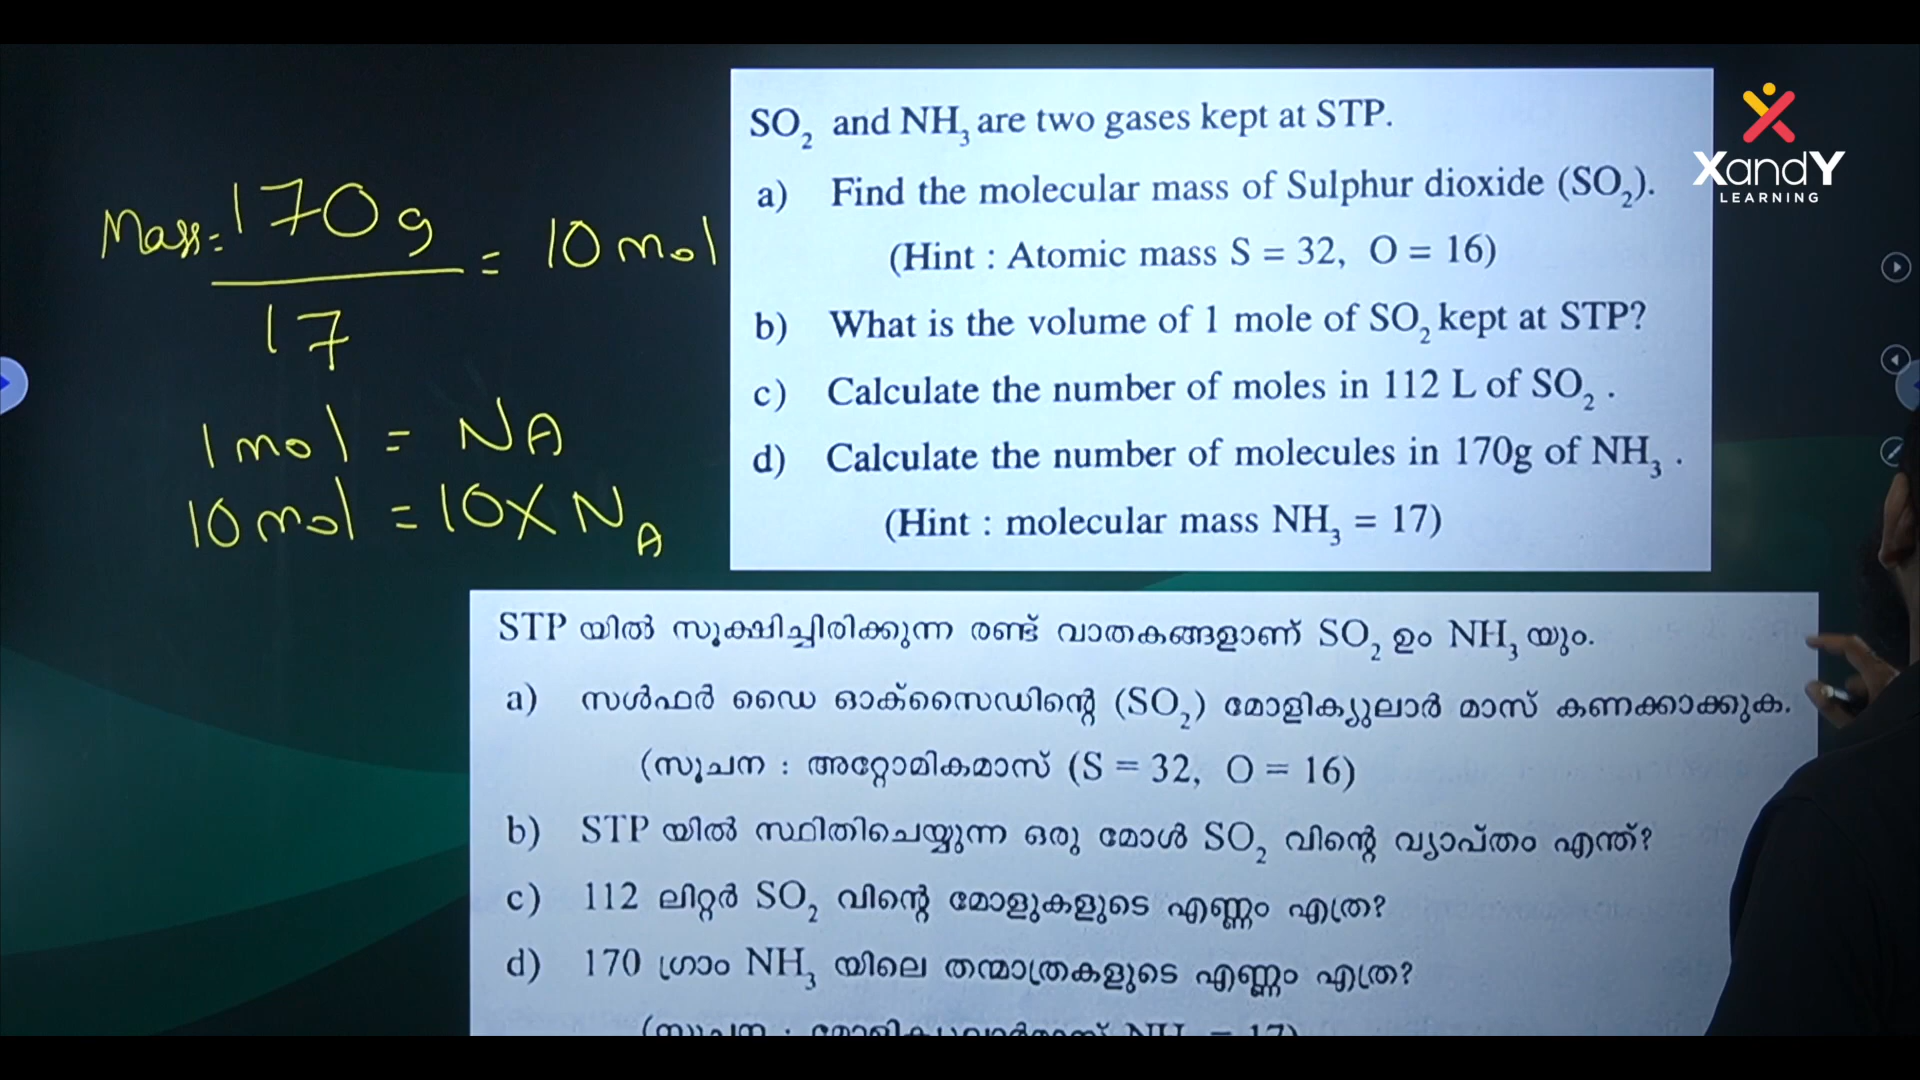 Mass = 170 g
17
= 10 mol
1 mol = NA
10 mol = 10 X NA
SO2 and NH3 are two gases kept at STP.
a) Find the molecular mass of Sulphur dioxide (SO2).
(Hint : Atomic mass S = 32, O = 16)
b) What is the volume of 1 mole of SO2 kept at STP?
c) Calculate the number of moles in 112 L of SO2 .
d) Calculate the number of molecules in 170g of NH3 .
(Hint : molecular mass NH3 = 17)
XandY
LEARNING
STP യിൽ സൂക്ഷിച്ചിരിക്കുന്ന രണ്ട് വാതകങ്ങളാണ് SO2 ഉം NH3 യും.
a) സൾഫർ ഡൈ ഓക്സൈഡിന്റെ (SO2) മോളിക്യുലാർ മാസ് കണക്കാക്കുക.
(സൂചന : അറ്റോമികമാസ് (S = 32, O = 16)
b) STP യിൽ സ്ഥിതിചെയ്യുന്ന ഒരു മോൾ SO2 വിന്റെ വ്യാപ്തം എന്ത്?
c) 112 ലിറ്റർ SO2 വിന്റെ മോളുകളുടെ എണ്ണം എത്ര?
d) 170 ഗ്രാം NH3 യിലെ തന്മാത്രകളുടെ എണ്ണം എത്ര?
(സൂചന : മോളിക്യുലാർമാസ് NH = 17)